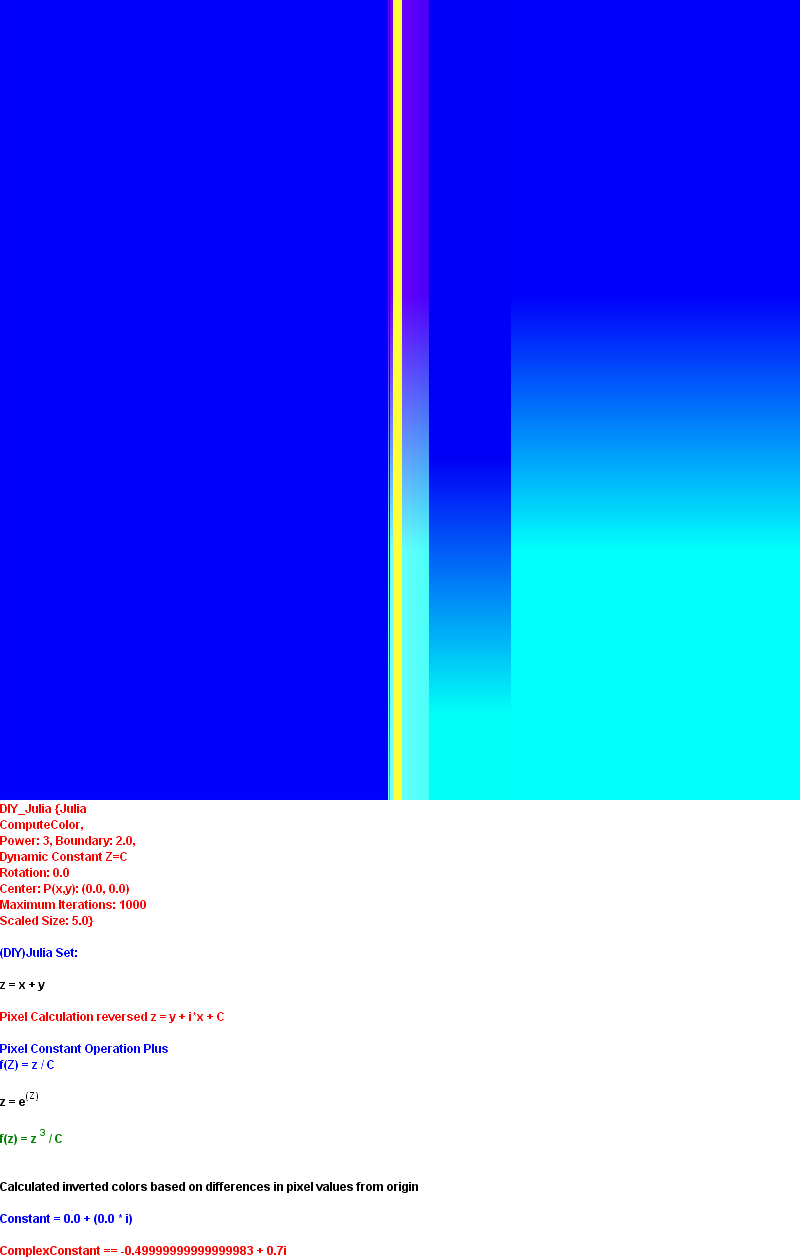 DIY_Julia {Julia
ComputeColor,
Power: 3, Boundary: 2.0,
Dynamic Constant Z=C
Rotation: 0.0
Center: P(x,y): (0.0, 0.0)
Maximum Iterations: 1000
Scaled Size: 5.0}
(DIY)Julia Set:
z = x + y
Pixel Calculation reversed z = y + i*x + C
Pixel Constant Operation Plus
f(Z) = z / C
z = e^(Z)
f(z) = z ^3 / C
Calculated inverted colors based on differences in pixel values from origin
Constant = 0.0 + (0.0 * i)
ComplexConstant == -0.49999999999999983 + 0.7i